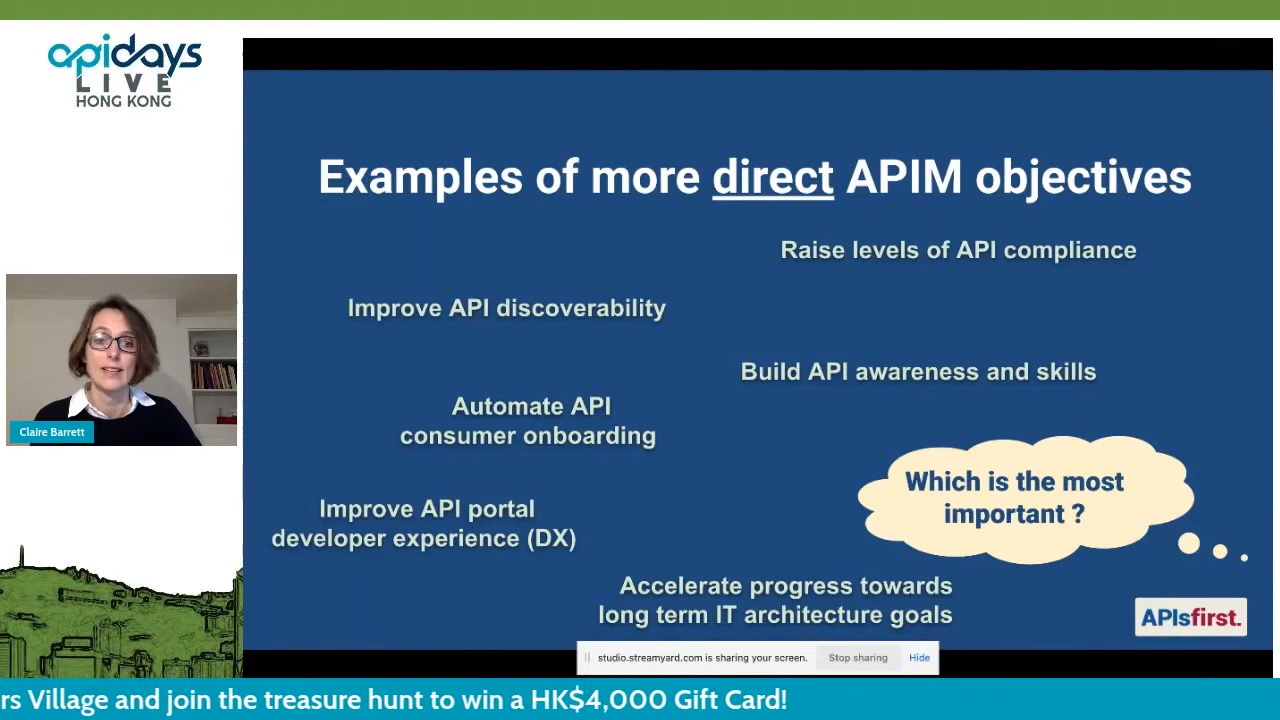 apidays
LIVE
HONG KONG
Examples of more direct APIM objectives
Raise levels of API compliance
Improve API discoverability
Build API awareness and skills
Automate API
consumer onboarding
Which is the most
important ?
Improve API portal
developer experience (DX)
Accelerate progress towards
long term IT architecture goals
APIsfirst.
Claire Barrett
studio.streamyard.com is sharing your screen.
Stop sharing
Hide
rs Village and join the treasure hunt to win a HK$4,000 Gift Card!